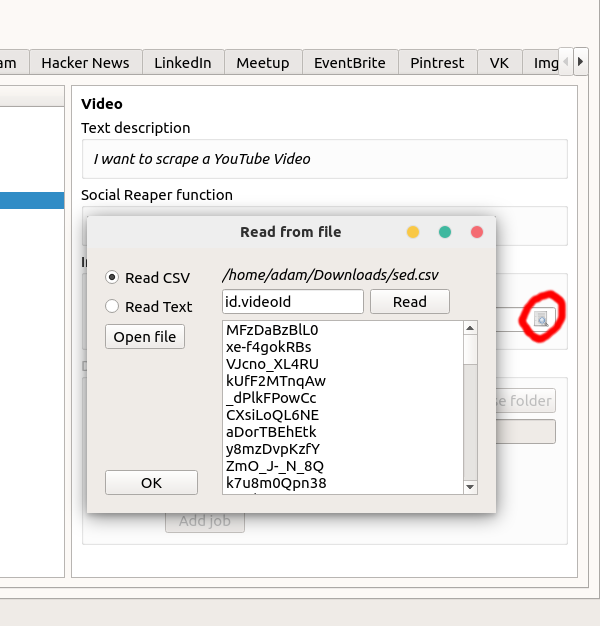 am Hacker News LinkedIn Meetup EventBrite Pintrest VK Img
Video
Text description
I want to scrape a YouTube Video
Social Reaper function
Read from file
Read CSV
/home/adam/Downloads/sed.csv
Read Text
id.videoId
Read
Open file
MFzDaBzBlL0
xe-f4gokRBs
VJcno_XL4RU
kUfF2MTnqAw
_dPlkFPowCc
CXsiLoQL6NE
aDorTBEhEtk
y8mzDvpKzfY
ZmO_J-_N_8Q
k7u8m0Qpn38
OK
se folder
Add job